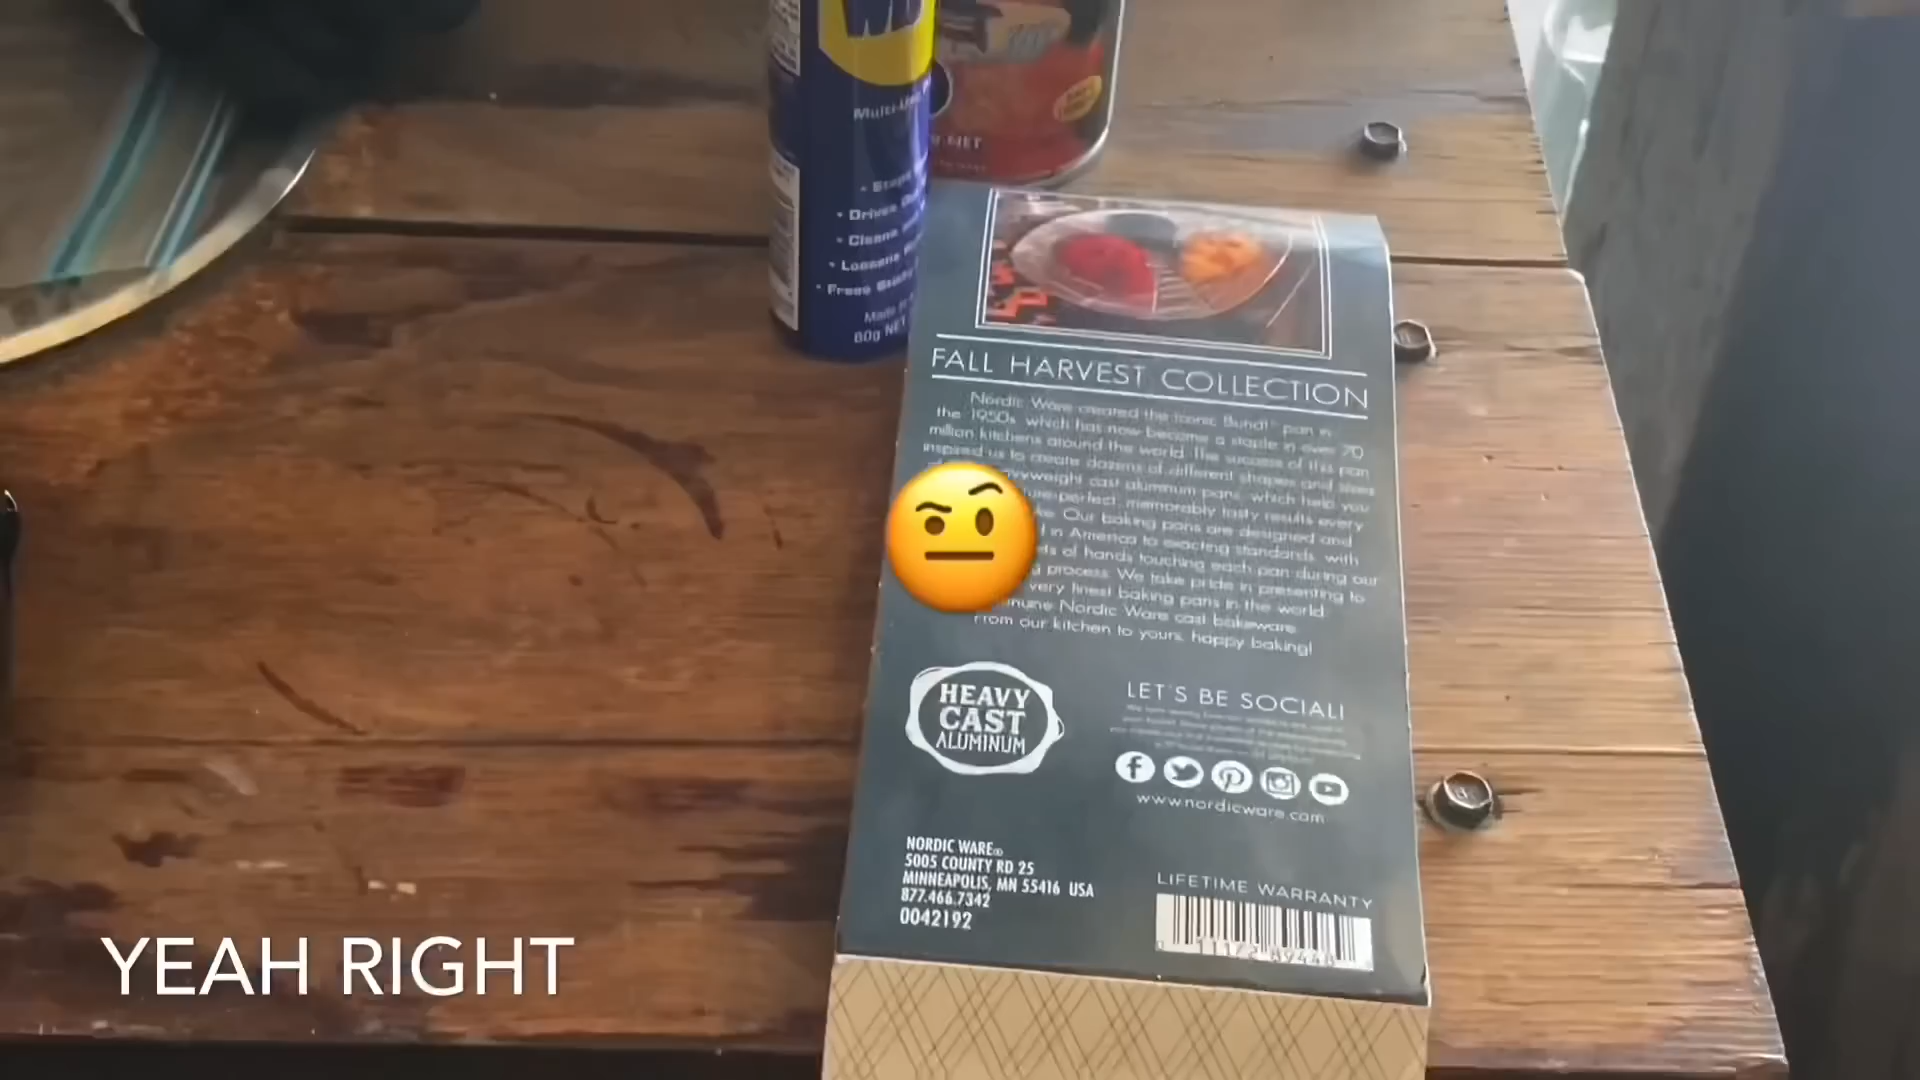 WD
Multi-Use
• Stops
• Drives
• Cleans
• Loosens
• Frees
Made in
80g NET
NET
FALL HARVEST COLLECTION
Nordic Ware created the iconic Bundt® pan in
the 1950s, which has now become a staple in over 70
million kitchens around the world. The success of this pan
inspired us to create dozens of different shapes and sizes
cast aluminum pans, which help you
perfect, memorably tasty results every
Our baking pans are designed and
in America to exacting standards, with
of hands touching each pan during our
process. We take pride in presenting to
very finest baking pans in the world
Nordic Ware cast bakeware.
From our kitchen to yours, happy baking!
HEAVY
CAST
ALUMINUM
LET'S BE SOCIAL!
www.nordicware.com
NORDIC WARE®
5005 COUNTY RD 25
MINNEAPOLIS, MN 55416 USA
877.466.7342
0042192
LIFETIME WARRANTY
YEAH RIGHT